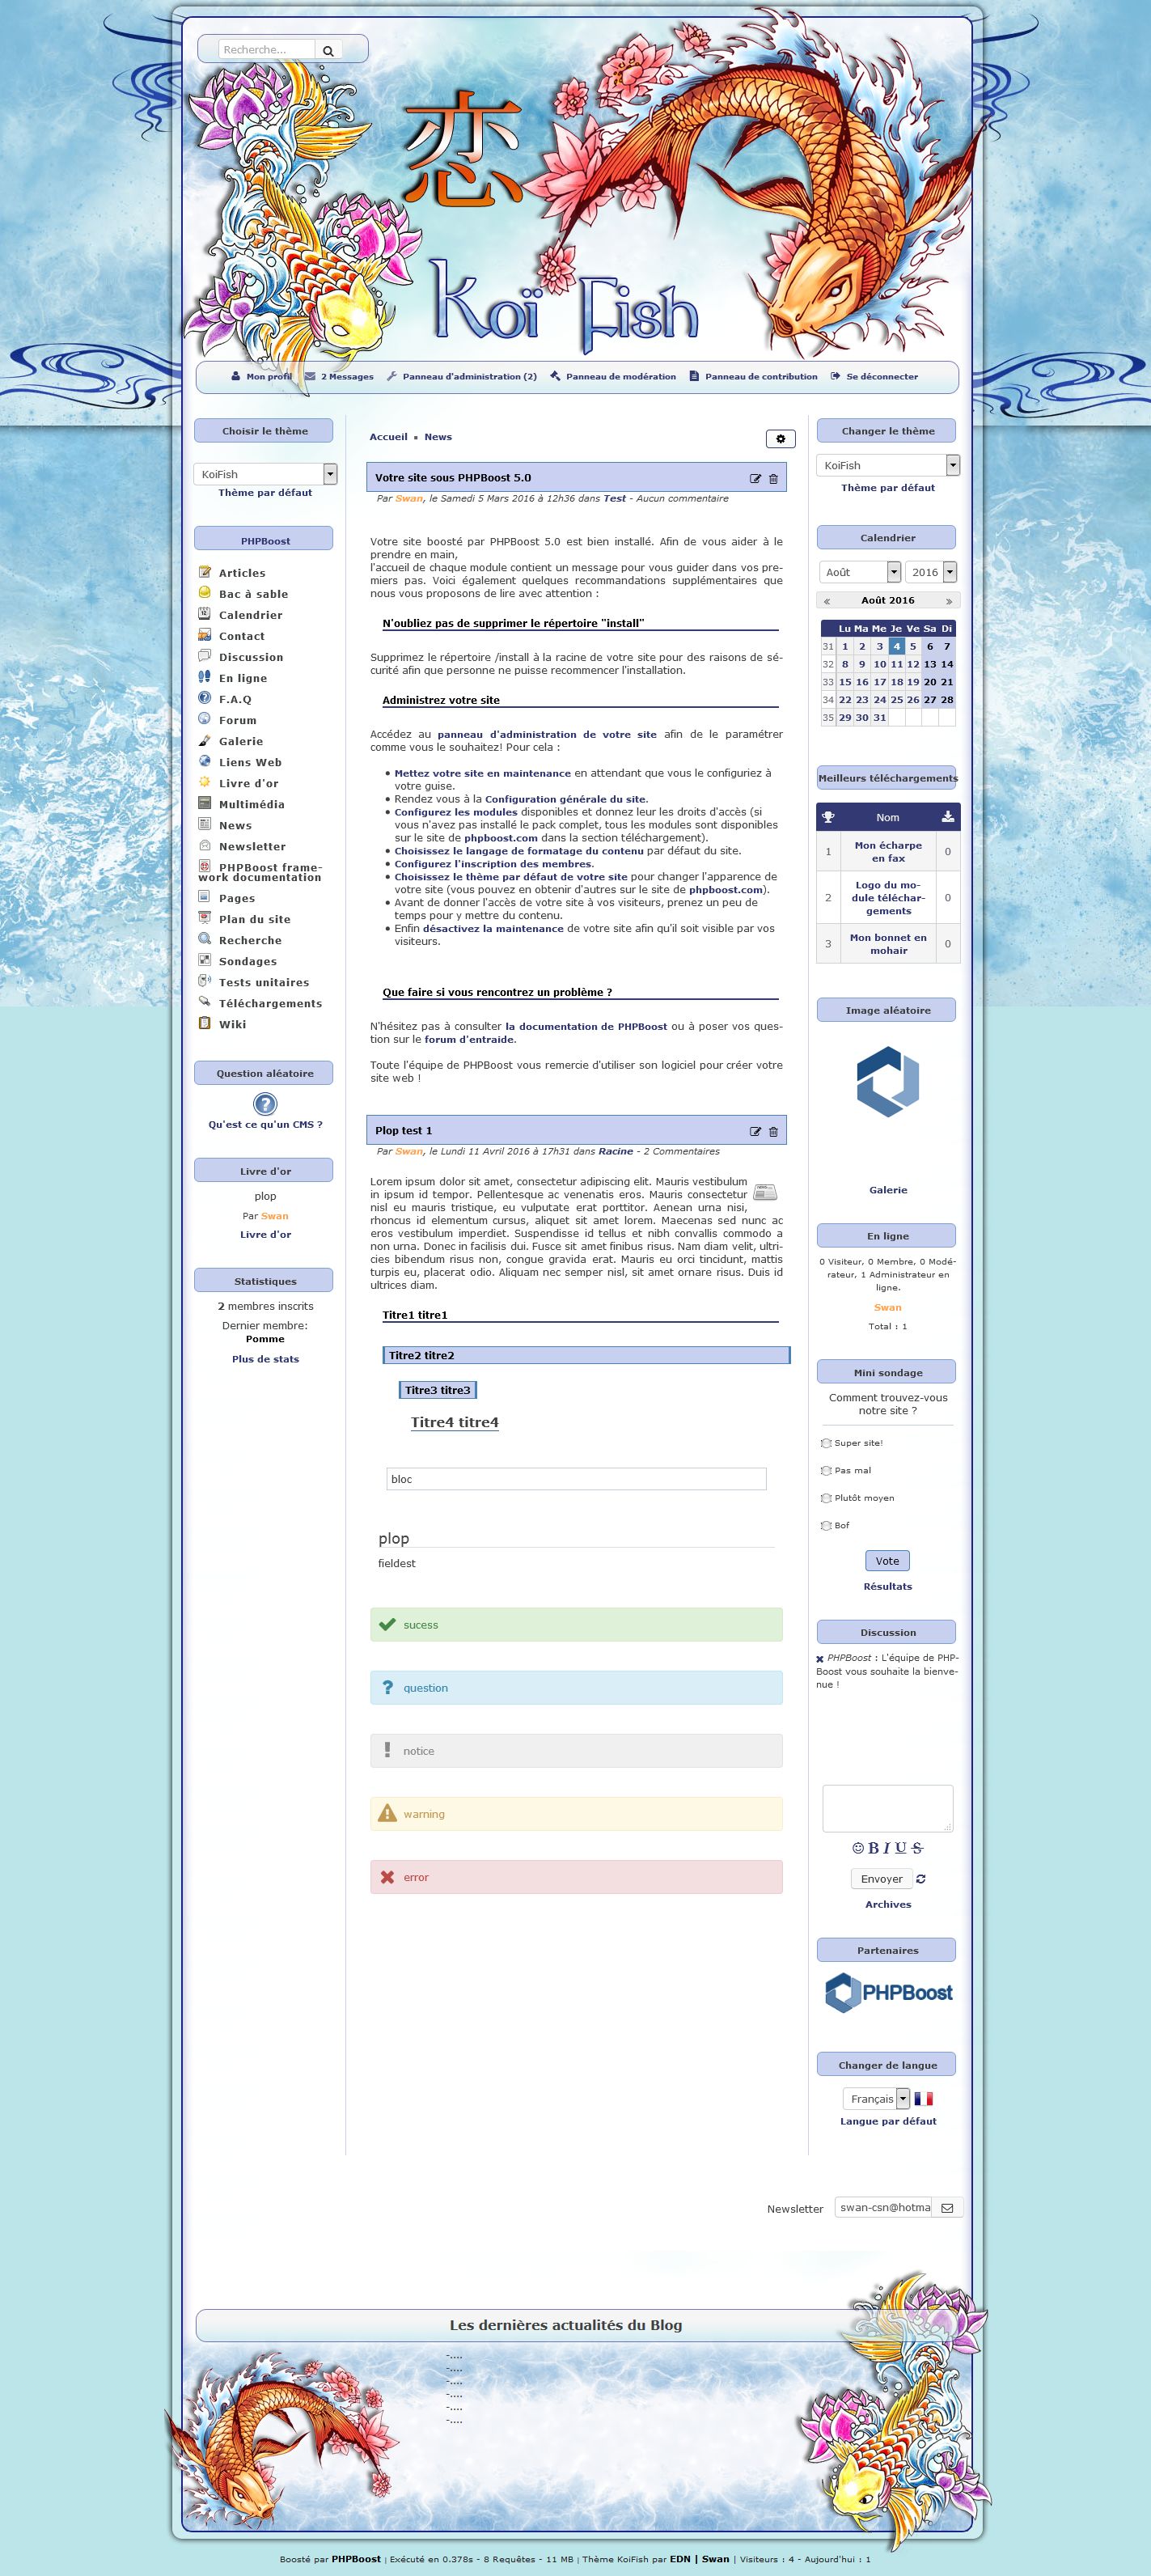 Recherche...
恋
Koï Fish
Mon profil 2 Messages Panneau d'administration (2) Panneau de modération Panneau de contribution Se déconnecter
Choisir le thème
KoiFish
Thème par défaut
PHPBoost
Articles
Bac à sable
Calendrier
Contact
Discussion
En ligne
F.A.Q
Forum
Galerie
Liens Web
Livre d'or
Multimédia
News
Newsletter
PHPBoost frame-
work documentation
Pages
Plan du site
Recherche
Sondages
Tests unitaires
Téléchargements
Wiki
Question aléatoire
Qu'est ce qu'un CMS ?
Livre d'or
plop
Par Swan
Livre d'or
Statistiques
2 membres inscrits
Dernier membre:
Pomme
Plus de stats
Accueil News
Votre site sous PHPBoost 5.0
Par Swan, le Samedi 5 Mars 2016 à 12h36 dans Test - Aucun commentaire
Votre site boosté par PHPBoost 5.0 est bien installé. Afin de vous aider à le
prendre en main,
l'accueil de chaque module contient un message pour vous guider dans vos pre-
miers pas. Voici également quelques recommandations supplémentaires que
nous vous proposons de lire avec attention :
N'oubliez pas de supprimer le répertoire "install"
Supprimez le répertoire /install à la racine de votre site pour des raisons de sé-
curité afin que personne ne puisse recommencer l'installation.
Administrez votre site
Accédez au panneau d'administration de votre site afin de le paramétrer
comme vous le souhaitez! Pour cela :
• Mettez votre site en maintenance en attendant que vous le configuriez à
votre guise.
• Rendez vous à la Configuration générale du site.
• Configurez les modules disponibles et donnez leur les droits d'accès (si
vous n'avez pas installé le pack complet, tous les modules sont disponibles
sur le site de phpboost.com dans la section téléchargement).
• Choisissez le langage de formatage du contenu par défaut du site.
• Configurez l'inscription des membres.
• Choisissez le thème par défaut de votre site pour changer l'apparence de
votre site (vous pouvez en obtenir d'autres sur le site de phpboost.com).
• Avant de donner l'accès de votre site à vos visiteurs, prenez un peu de
temps pour y mettre du contenu.
• Enfin désactivez la maintenance de votre site afin qu'il soit visible par vos
visiteurs.
Que faire si vous rencontrez un problème ?
N'hésitez pas à consulter la documentation de PHPBoost ou à poser vos ques-
tion sur le forum d'entraide.
Toute l'équipe de PHPBoost vous remercie d'utiliser son logiciel pour créer votre
site web !
Plop test 1
Par Swan, le Lundi 11 Avril 2016 à 17h31 dans Racine - 2 Commentaires
Lorem ipsum dolor sit amet, consectetur adipiscing elit. Mauris vestibulum
in ipsum id tempor. Pellentesque ac venenatis eros. Mauris consectetur
nisl eu mauris tristique, eu vulputate erat porttitor. Aenean urna nisi,
rhoncus id elementum cursus, aliquet sit amet lorem. Maecenas sed nunc ac
eros vestibulum imperdiet. Suspendisse id tellus et nibh convallis commodo a
non urna. Donec in facilisis dui. Fusce sit amet finibus risus. Nam diam velit, ultri-
cies bibendum risus non, congue gravida erat. Mauris eu orci tincidunt, mattis
turpis eu, placerat odio. Aliquam nec semper nisl, sit amet ornare risus. Duis id
ultrices diam.
Titre1 titre1
Titre2 titre2
Titre3 titre3
Titre4 titre4
bloc
plop
fieldest
sucess
question
notice
warning
error
Changer le thème
KoiFish
Thème par défaut
Calendrier
Août 2016
« Août 2016 »
Lu Ma Me Je Ve Sa Di
31 1 2 3 4 5 6 7
32 8 9 10 11 12 13 14
33 15 16 17 18 19 20 21
34 22 23 24 25 26 27 28
35 29 30 31
Meilleurs téléchargements
Nom
1 Mon écharpe en fax 0
2 Logo du mo-
dule téléchar-
gements 0
3 Mon bonnet en
mohair 0
Image aléatoire
Galerie
En ligne
0 Visiteur, 0 Membre, 0 Modé-
rateur, 1 Administrateur en
ligne.
Swan
Total : 1
Mini sondage
Comment trouvez-vous
notre site ?
Super site!
Pas mal
Plutôt moyen
Bof
Vote
Résultats
Discussion
PHPBoost : L'équipe de PHP-
Boost vous souhaite la bienve-
nue !
B I U S
Envoyer
Archives
Partenaires
PHPBoost
Changer de langue
Français
Langue par défaut
Newsletter swan-csn@hotma
Les dernières actualités du Blog
-....
-....
-....
-....
-....
-....
Boosté par PHPBoost | Exécuté en 0.378s - 8 Requêtes - 11 MB | Thème KoiFish par EDN | Swan | Visiteurs : 4 - Aujourd'hui : 1